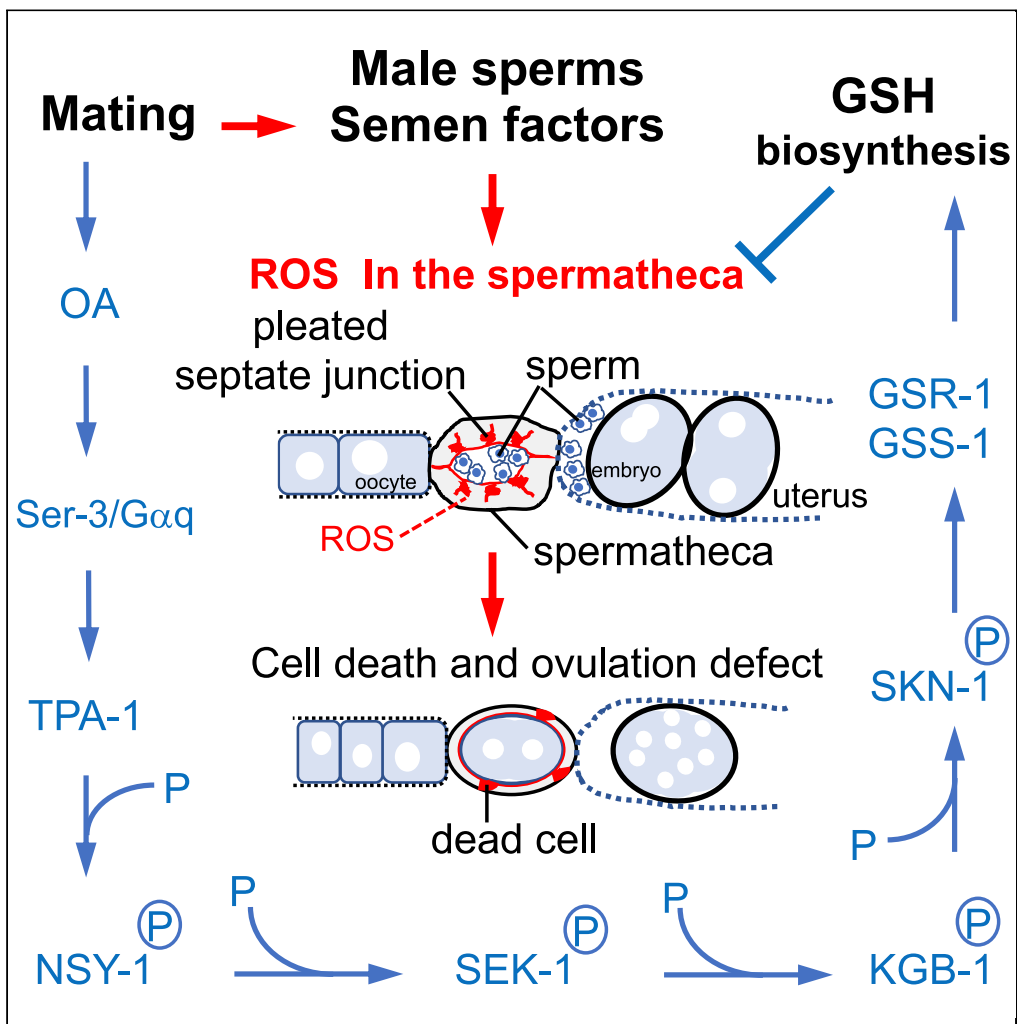 Mating
Male sperms
Semen factors
GSH
biosynthesis
ROS In the spermatheca
OA
pleated
septate junction
sperm
oocyte
embryo
uterus
ROS
spermatheca
GSR-1
GSS-1
Ser-3/Gαq
Cell death and ovulation defect
P
SKN-1
TPA-1
P
dead cell
P
P
NSY-1
P
P
SEK-1
P
P
KGB-1